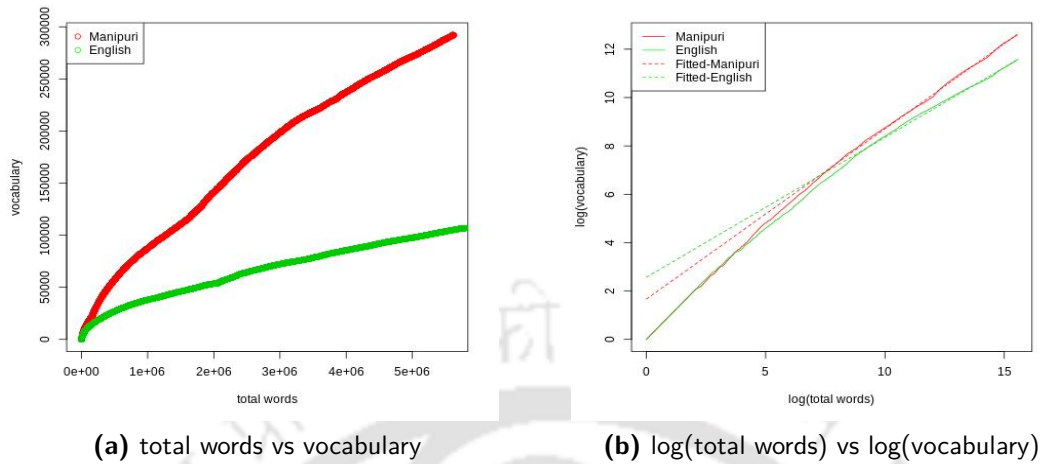 Manipuri
English
300000
250000
200000
150000
100000
50000
0
vocabulary
0e+00 1e+06 2e+06 3e+06 4e+06 5e+06
total words
(a) total words vs vocabulary
Manipuri
English
Fitted-Manipuri
Fitted-English
12
10
8
6
4
2
0
log(vocabulary)
0 5 10 15
log(total words)
(b) log(total words) vs log(vocabulary)